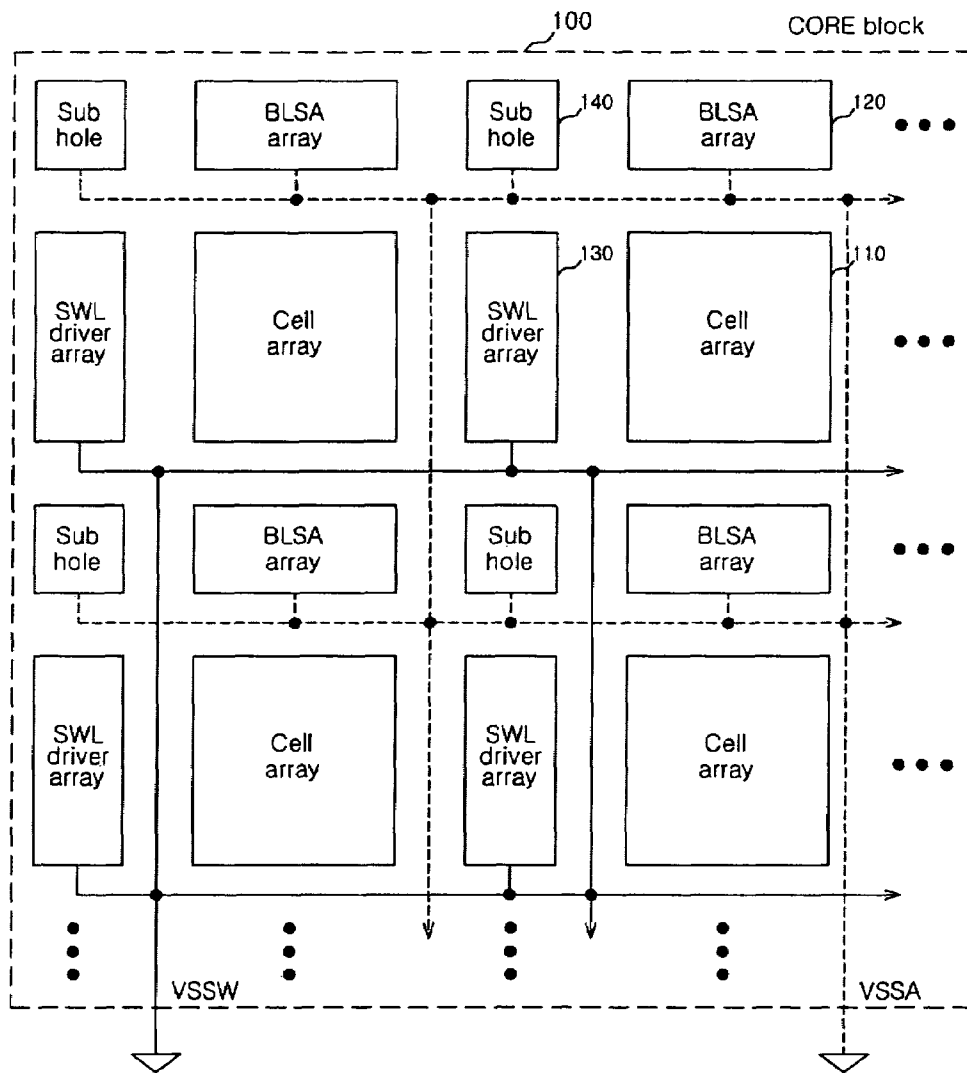 100
CORE block
Sub
hole
BLSA
array
Sub
hole
140
BLSA
array
120
SWL
driver
array
Cell
array
SWL
driver
array
130
Cell
array
110
Sub
hole
BLSA
array
Sub
hole
BLSA
array
SWL
driver
array
Cell
array
SWL
driver
array
Cell
array
VSSW
VSSA